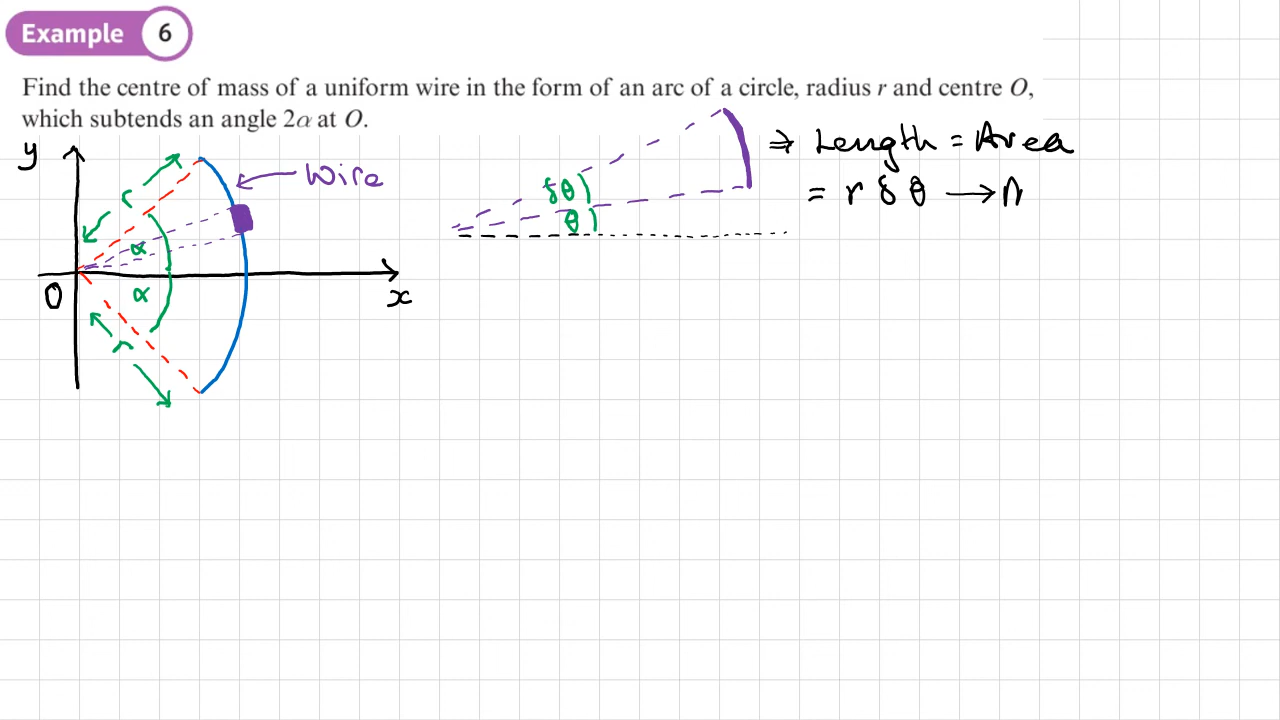 Example 6
Find the centre of mass of a uniform wire in the form of an arc of a circle, radius r and centre O,
which subtends an angle 2α at O.
y
r
wire
α
α
r
O
x
δθ
θ
⇒ Length = Area
= r δ θ →